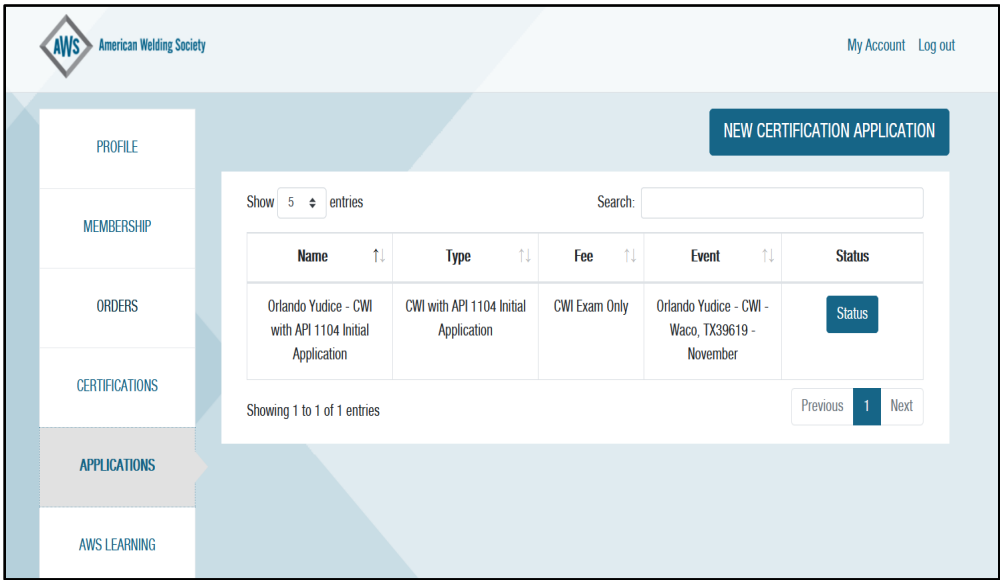 AWS American Welding Society
My Account Log out
PROFILE
MEMBERSHIP
ORDERS
CERTIFICATIONS
APPLICATIONS
AWS LEARNING
NEW CERTIFICATION APPLICATION
Show 5 entries
Search:
Name Type Fee Event Status
Orlando Yudice - CWI CWI with API 1104 Initial CWI Exam Only Orlando Yudice - CWI - Status
with API 1104 Initial Application Waco, TX39619 -
Application November
Showing 1 to 1 of 1 entries
Previous 1 Next